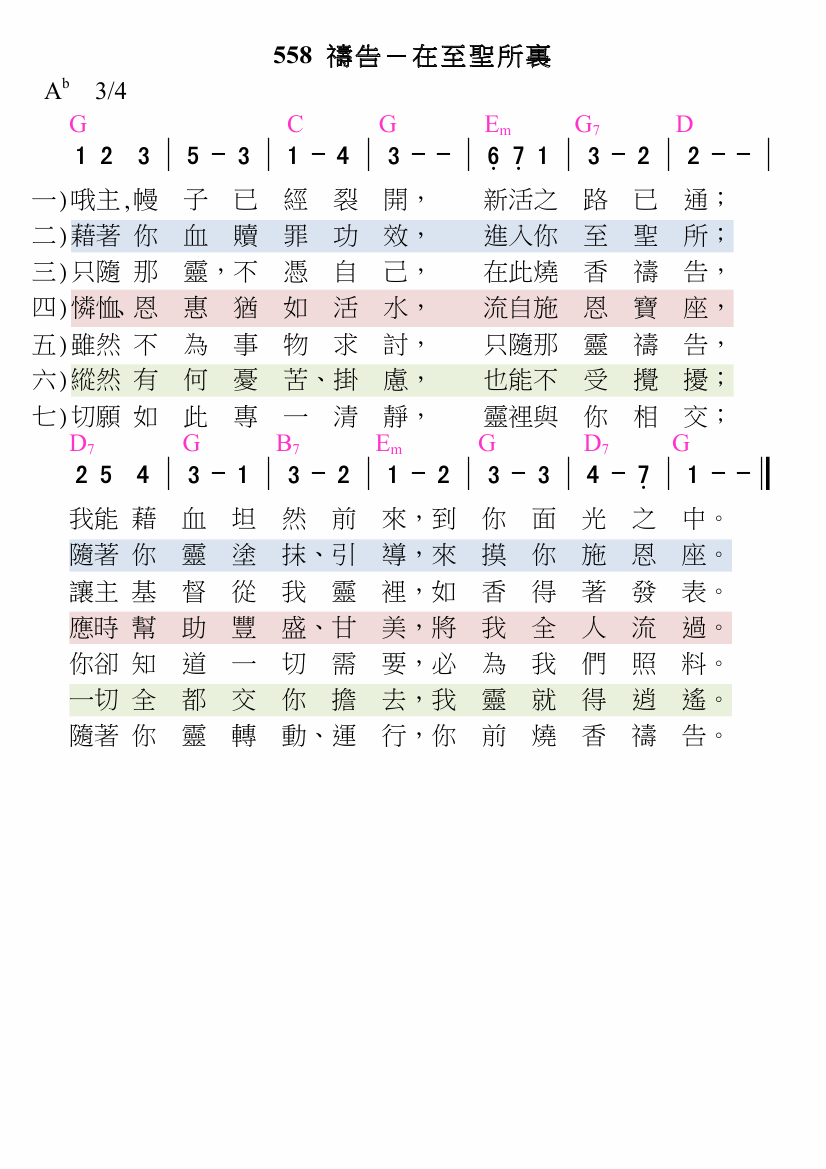 558 禱告－在至聖所裏
Ab 3/4
G C G Em G7 D
1 2 3 | 5 - 3 | 1 - 4 | 3 - - | 6̣ 7̣ 1 | 3 - 2 | 2 - - |
一)哦主,幔子已經裂開，新活之路已通；
二)藉著你血贖罪功效，進入你至聖所；
三)只隨那靈，不憑自己，在此燒香禱告，
四)憐恤、恩惠猶如活水，流自施恩寶座，
五)雖然不為事物求討，只隨那靈禱告，
六)縱然有何憂苦、掛慮，也能不受攪擾；
七)切願如此專一清靜，靈裡與你相交；
D7 G B7 Em G D7 G
2 5 4 | 3 - 1 | 3 - 2 | 1 - 2 | 3 - 3 | 4 - 7̣ | 1 - - ‖
我能藉血坦然前來，到你面光之中。
隨著你靈塗抹、引導，來摸你施恩座。
讓主基督從我靈裡，如香得著發表。
應時幫助豐盛、甘美，將我全人流過。
你卻知道一切需要，必為我們照料。
一切全都交你擔去，我靈就得逍遙。
隨著你靈轉動、運行，你前燒香禱告。